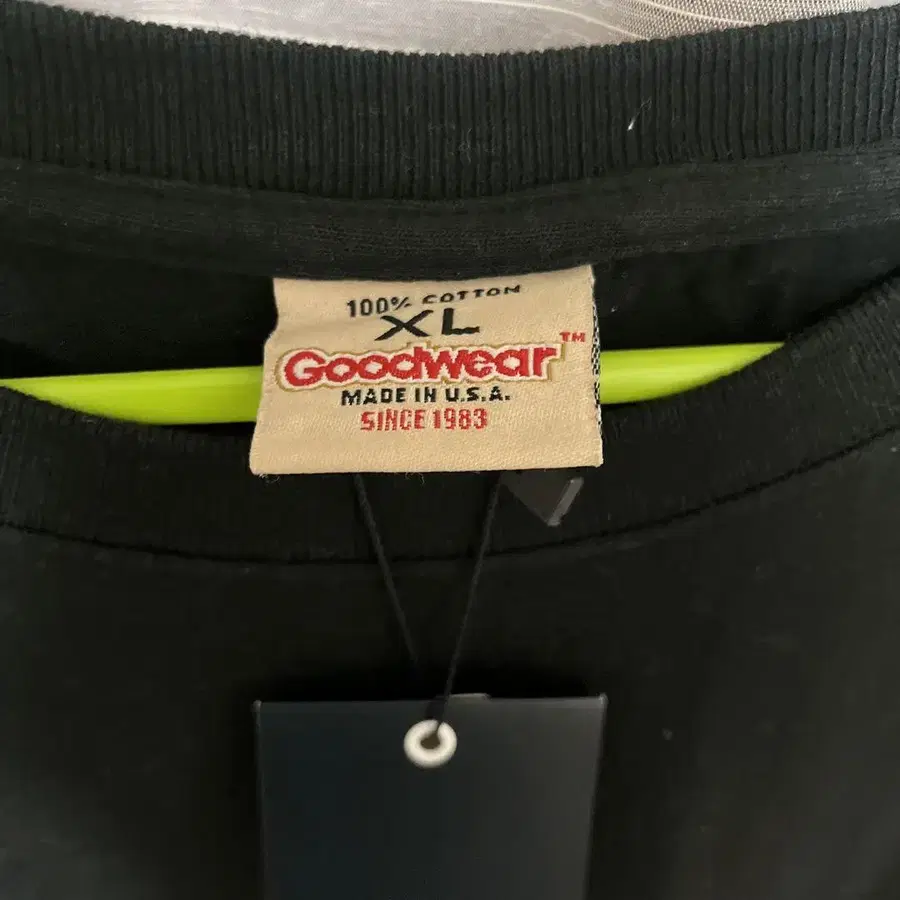 100% COTTON
XL
Goodwear™
MADE IN U.S.A.
SINCE 1983